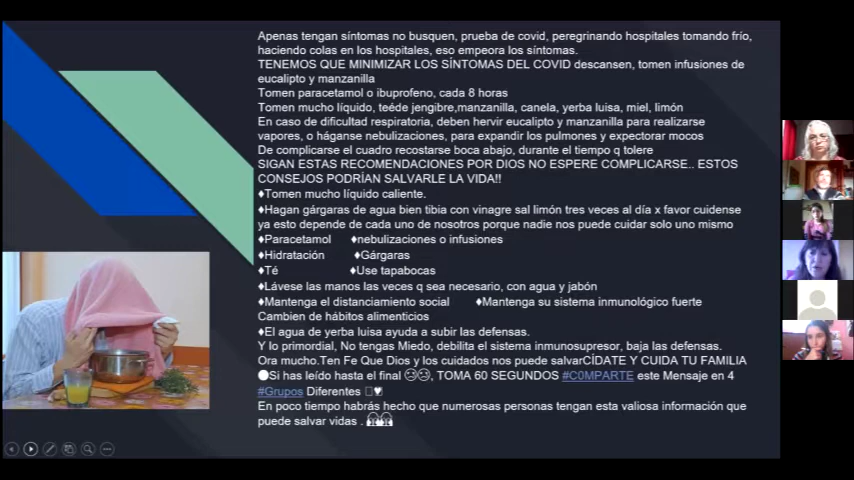 Apenas tengan síntomas no busquen, prueba de covid, peregrinando hospitales tomando frío,
haciendo colas en los hospitales, eso empeora los síntomas.
TENEMOS QUE MINIMIZAR LOS SÍNTOMAS DEL COVID descansen, tomen infusiones de
eucalipto y manzanilla
Tomen paracetamol o ibuprofeno, cada 8 horas
Tomen mucho líquido, teéde jengibre,manzanilla, canela, yerba luisa, miel, limón
En caso de dificultad respiratoria, deben hervir eucalipto y manzanilla para realizarse
vapores, o háganse nebulizaciones, para expandir los pulmones y expectorar mocos
De complicarse el cuadro recostarse boca abajo, durante el tiempo q tolere
SIGAN ESTAS RECOMENDACIONES POR DIOS NO ESPERE COMPLICARSE.. ESTOS
CONSEJOS PODRÍAN SALVARLE LA VIDA!!
♦Tomen mucho líquido caliente.
♦Hagan gárgaras de agua bien tibia con vinagre sal limón tres veces al día x favor cuidense
ya esto depende de cada uno de nosotros porque nadie nos puede cuidar solo uno mismo
♦Paracetamol ♦nebulizaciones o infusiones
♦Hidratación ♦Gárgaras
♦Té ♦Use tapabocas
♦Lávese las manos las veces q sea necesario, con agua y jabón
♦Mantenga el distanciamiento social ♦Mantenga su sistema inmunológico fuerte
Cambien de hábitos alimenticios
♦El agua de yerba luisa ayuda a subir las defensas.
Y lo primordial, No tengas Miedo, debilita el sistema inmunosupresor, baja las defensas.
Ora mucho.Ten Fe Que Dios y los cuidados nos puede salvarCÍDATE Y CUIDA TU FAMILIA
⚪Si has leído hasta el final 😢😢, TOMA 60 SEGUNDOS #C0MPARTE este Mensaje en 4
#Grupos Diferentes □♥
En poco tiempo habrás hecho que numerosas personas tengan esta valiosa información que
puede salvar vidas .